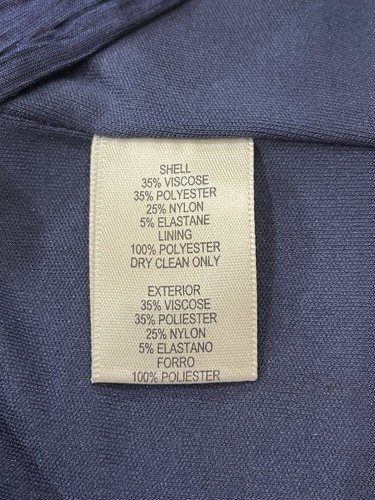 SHELL
35% VISCOSE
35% POLYESTER
25% NYLON
5% ELASTANE
LINING
100% POLYESTER
DRY CLEAN ONLY
EXTERIOR
35% VISCOSE
35% POLIESTER
25% NYLON
5% ELASTANO
FORRO
100% POLIESTER